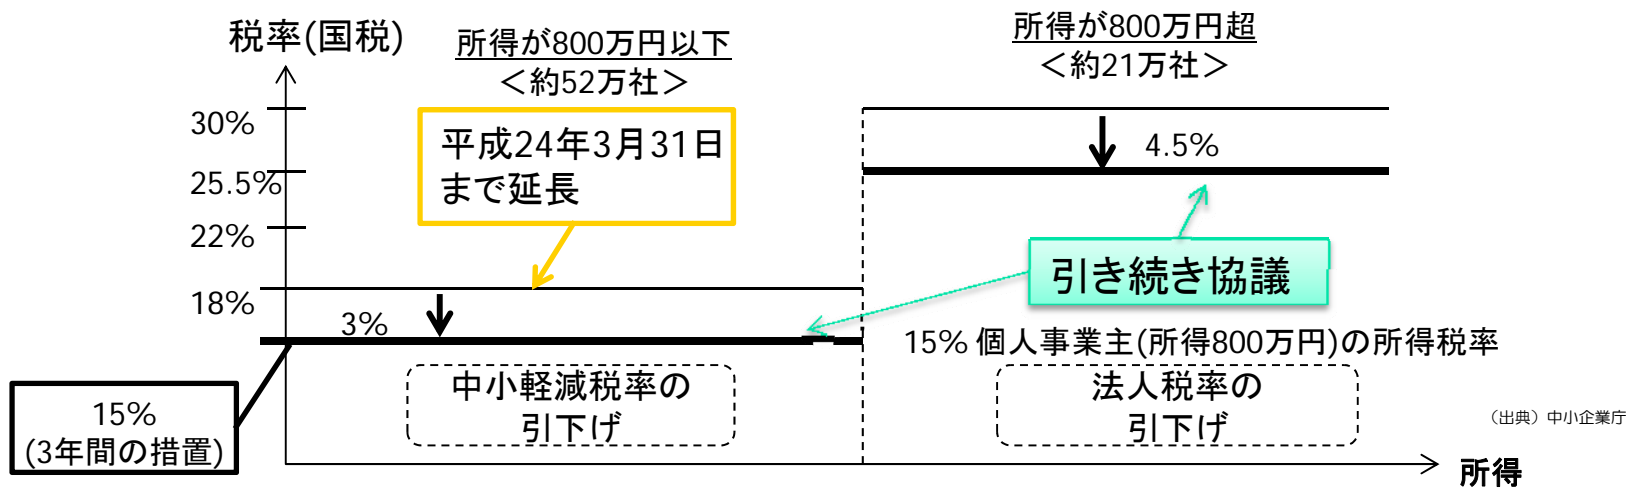 税率(国税)
所得が800万円以下
＜約52万社＞
所得が800万円超
＜約21万社＞
30%
25.5%
22%
18%
平成24年3月31日
まで延長
4.5%
引き続き協議
3%
15% 個人事業主(所得800万円)の所得税率
中小軽減税率の
引下げ
法人税率の
引下げ
15%
(3年間の措置)
（出典）中小企業庁
所得